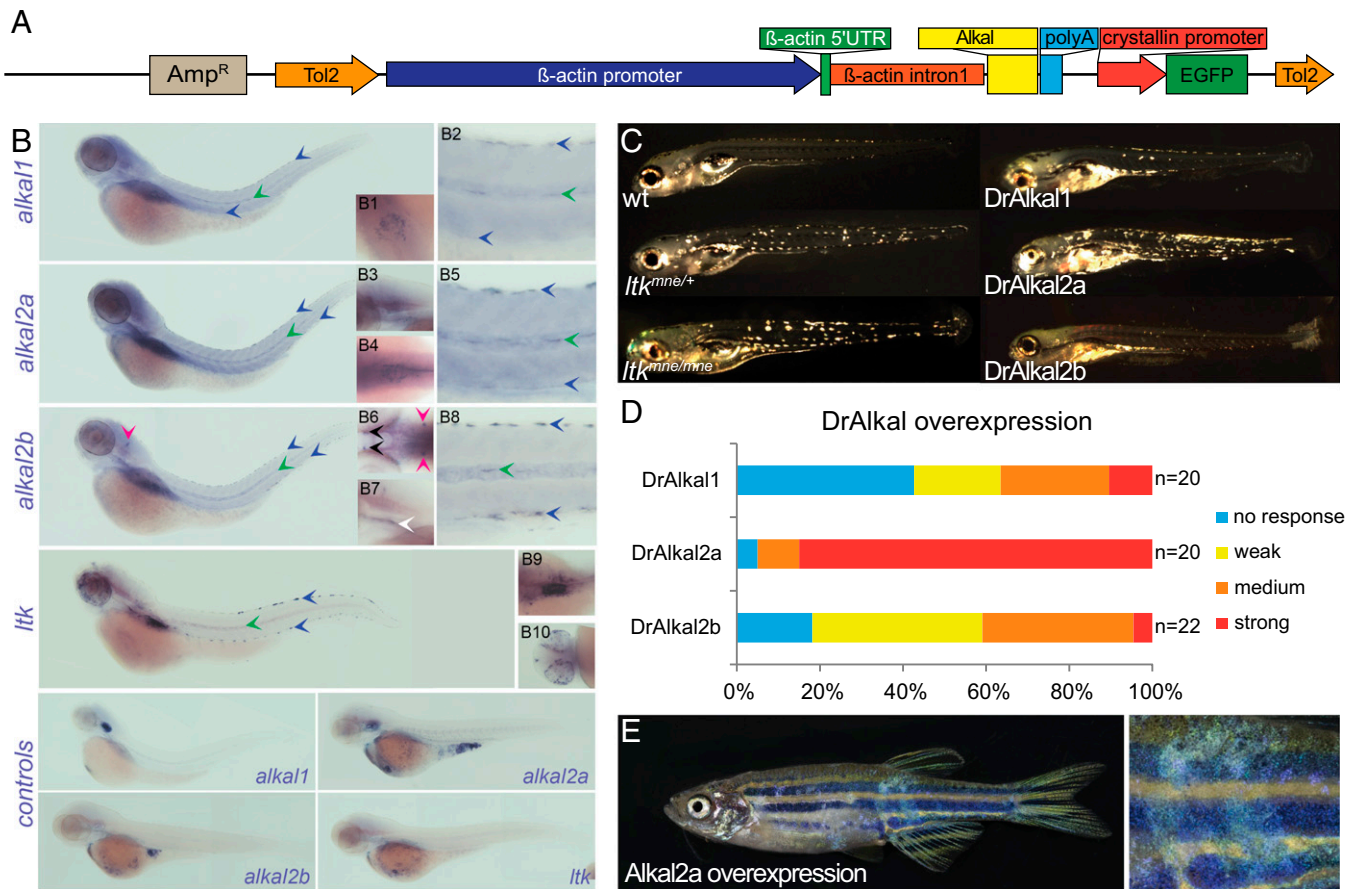 A
ß-actin 5'UTR
Alkal
polyA
crystallin promoter
Amp^R
Tol2
ß-actin promoter
ß-actin intron1
EGFP
Tol2
B
alkal1
B1
B2
alkal2a
B3
B4
B5
alkal2b
B6
B7
B8
ltk
B9
B10
controls
alkal1
alkal2a
alkal2b
ltk
C
wt
DrAlkal1
ltk^mne/+
DrAlkal2a
ltk^mne/mne
DrAlkal2b
D
DrAlkal overexpression
DrAlkal1
n=20
DrAlkal2a
n=20
DrAlkal2b
n=22
no response
weak
medium
strong
0% 20% 40% 60% 80% 100%
E
Alkal2a overexpression